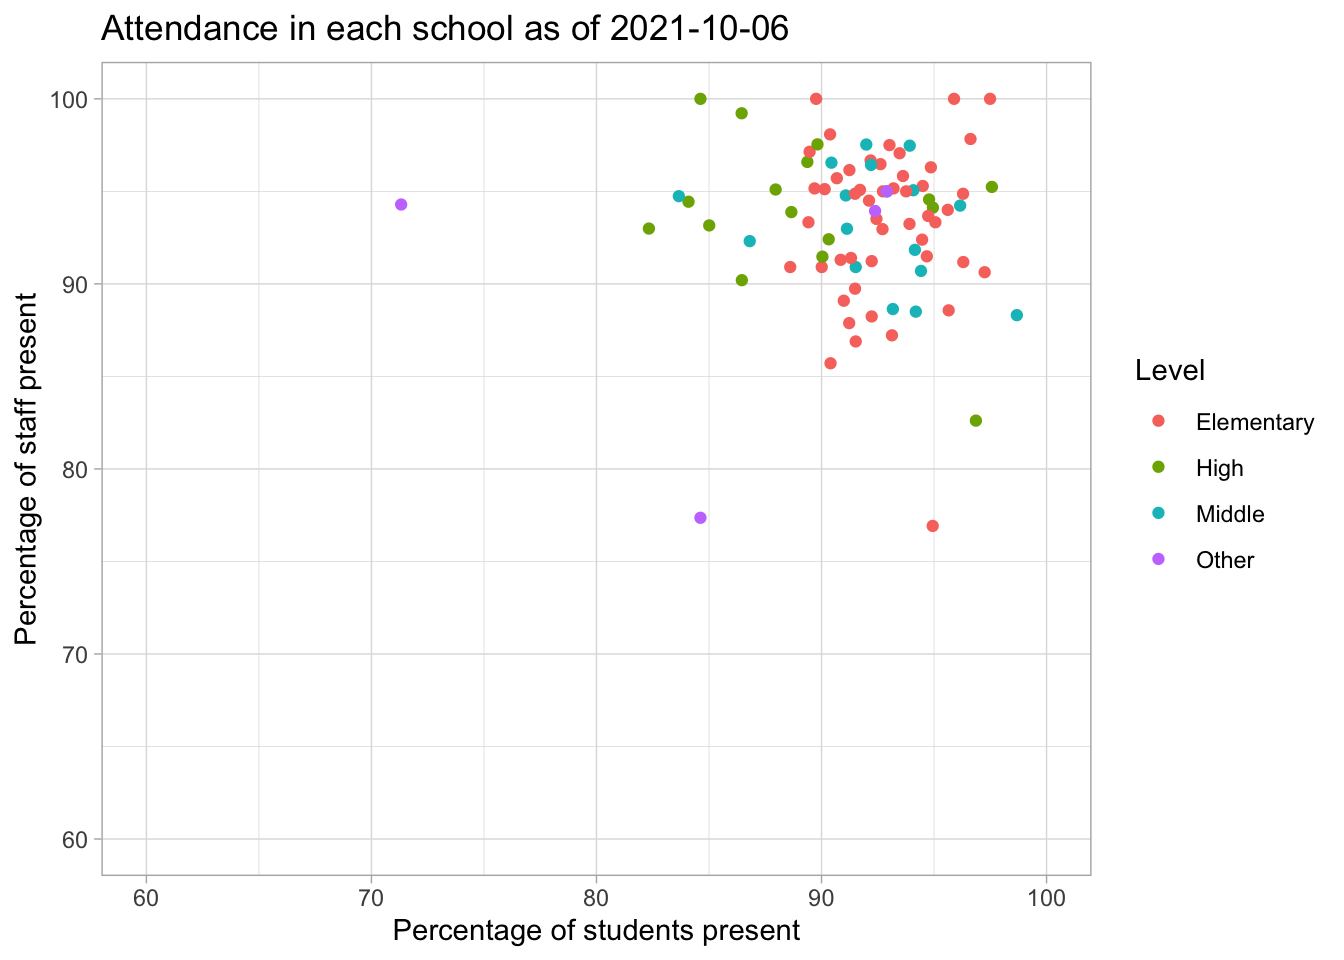 Attendance in each school as of 2021-10-06
Percentage of staff present
100
90
80
70
60
60 70 80 90 100
Percentage of students present
Level
Elementary
High
Middle
Other